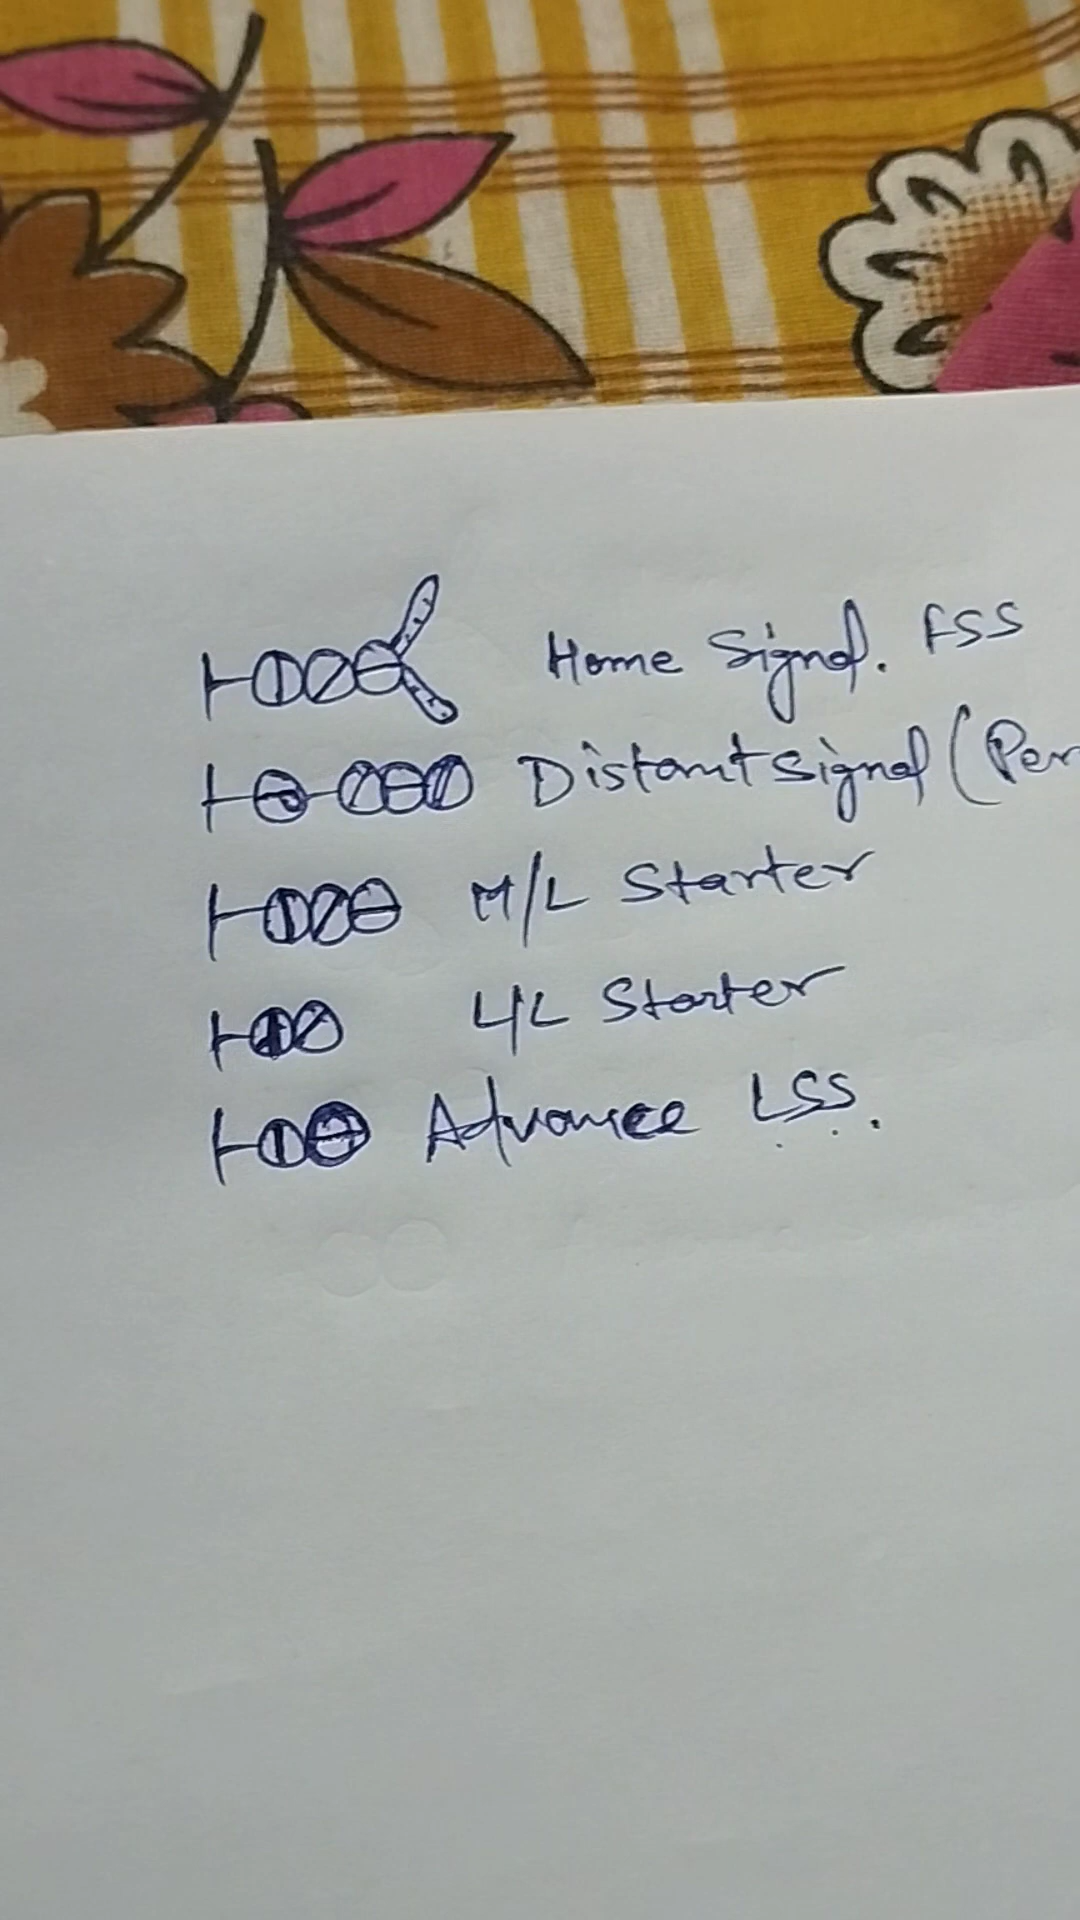 Home Signal. FSS
Distant signal (Per
M/L Starter
L/L Starter
Advance LSS.